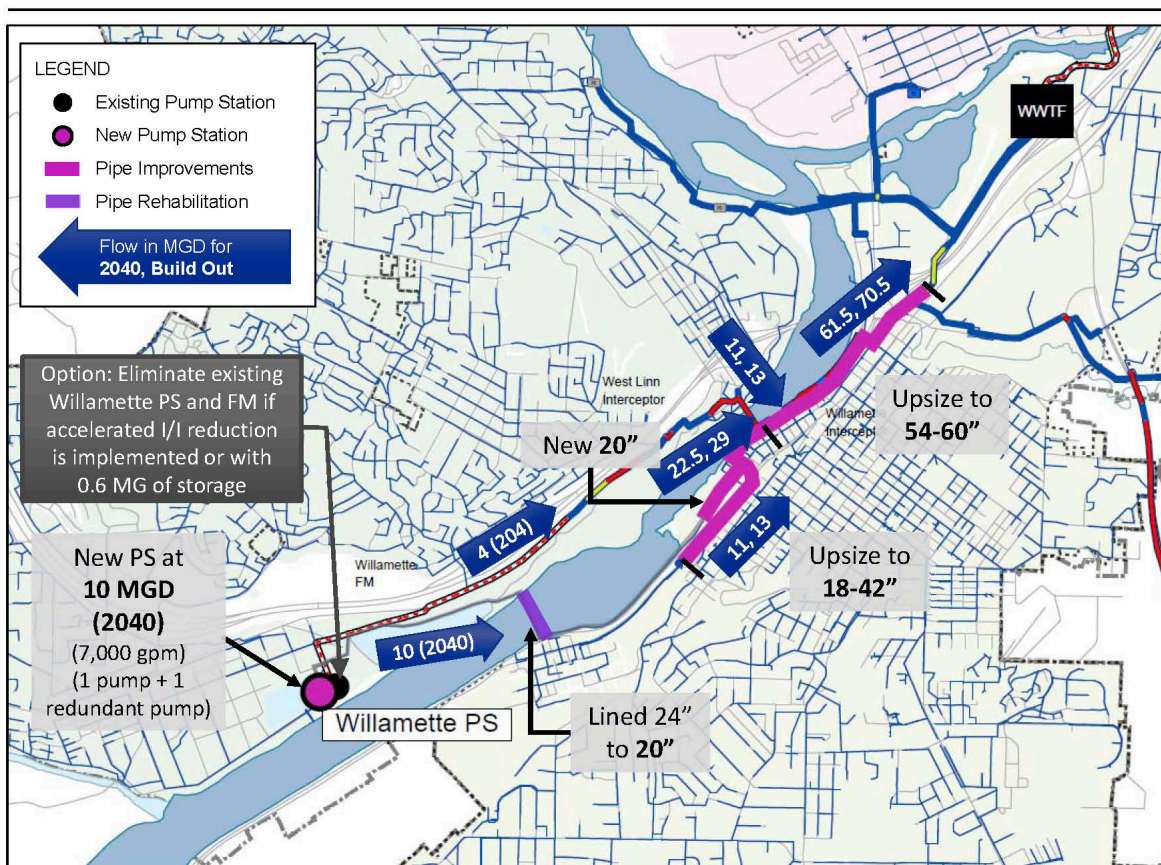 LEGEND
Existing Pump Station
New Pump Station
Pipe Improvements
Pipe Rehabilitation
Flow in MGD for
2040, Build Out
WWTF
Option: Eliminate existing
Willamette PS and FM if
accelerated I/I reduction
is implemented or with
0.6 MG of storage
West Linn
Interceptor
11, 13
61.5, 70.5
New 20”
22.5, 29
Upsize to
54-60”
4 (204)
Willamette
FM
11, 13
Upsize to
18-42”
New PS at
10 MGD
(2040)
(7,000 gpm)
(1 pump + 1
redundant pump)
10 (2040)
Willamette PS
Lined 24”
to 20”